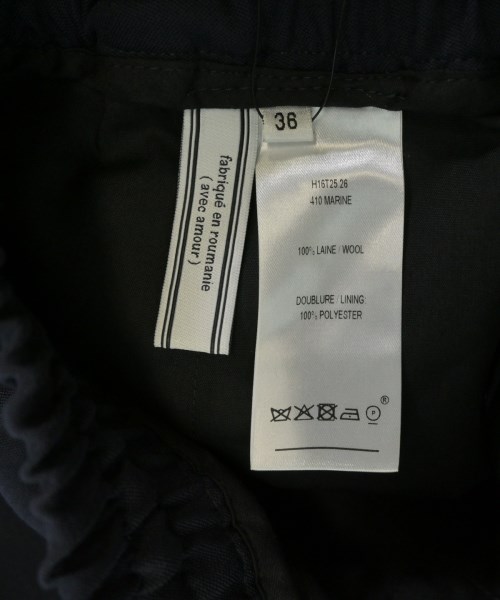 fabriqué en roumanie
( avec amour )
36
H16T25 26
410 MARINE
100% LAINE / WOOL
DOUBLURE / LINING:
100% POLYESTER
®
P